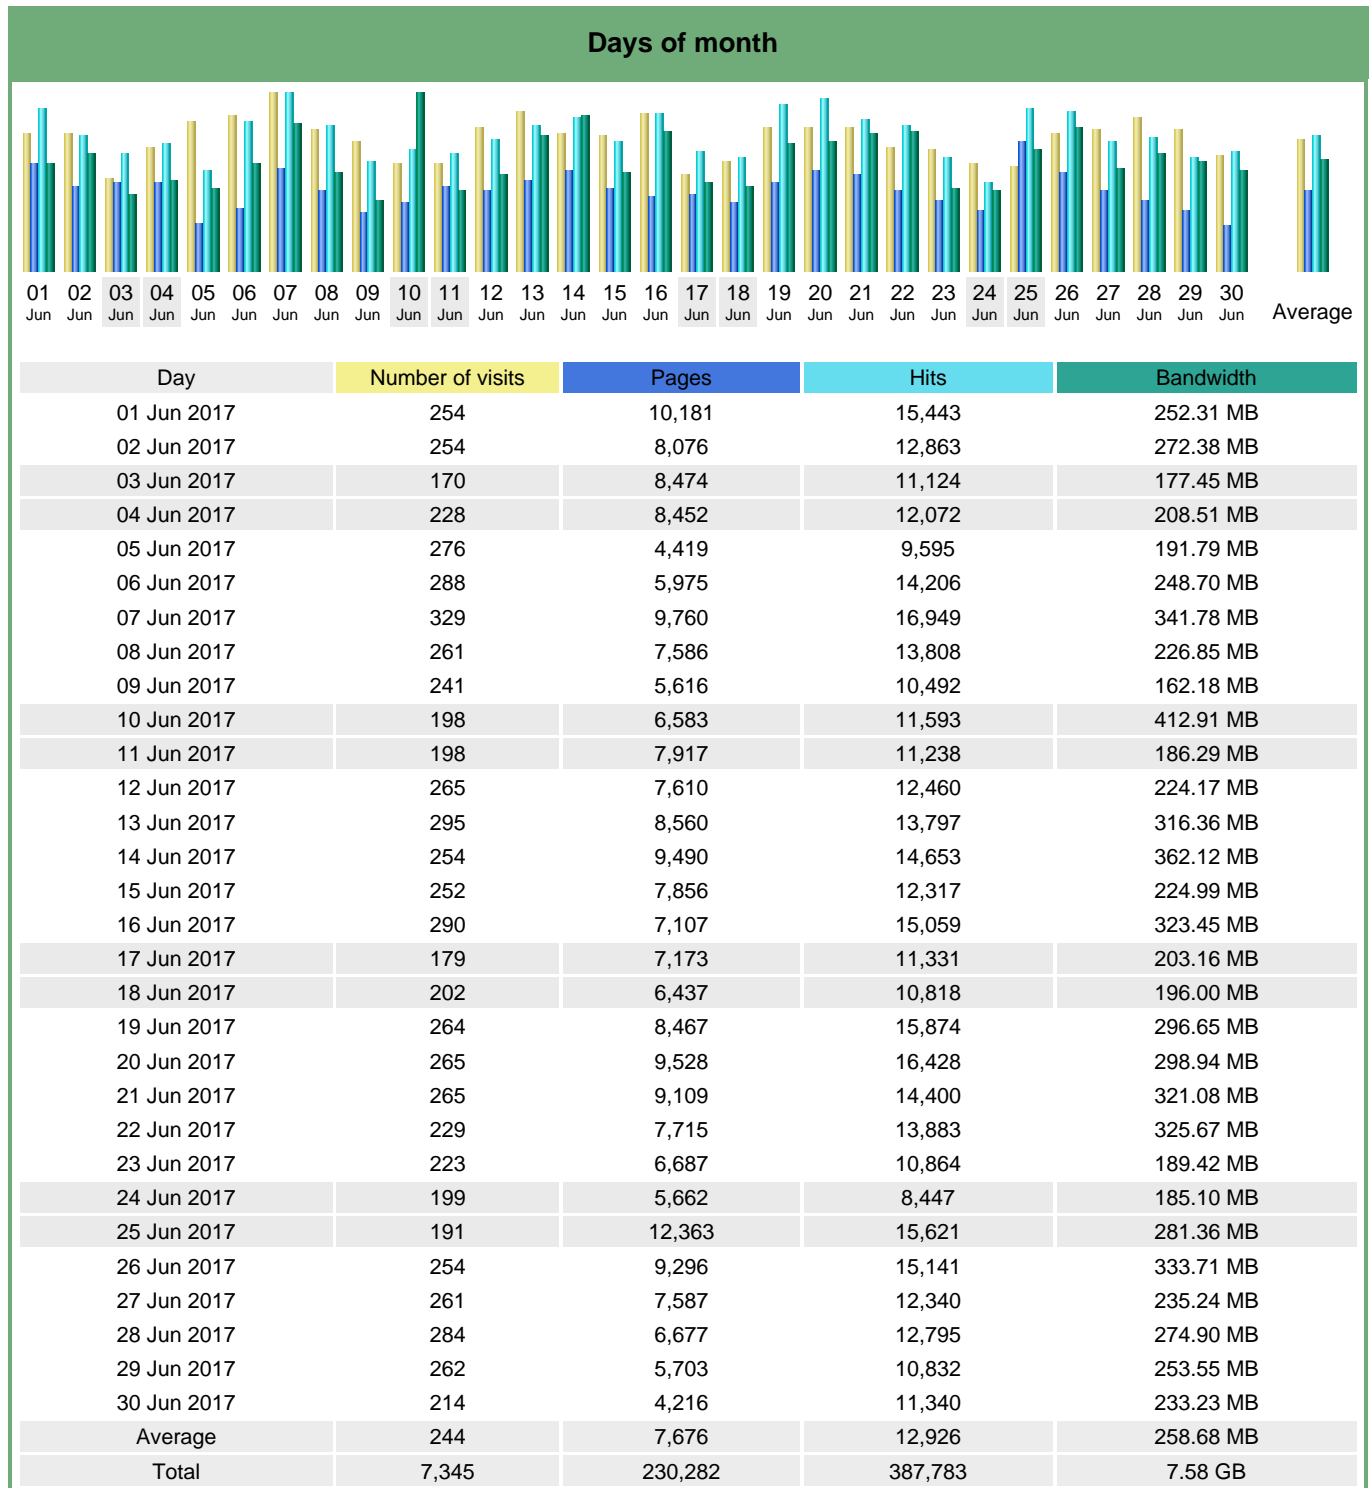 Days of month
01 02 03 04 05 06 07 08 09 10 11 12 13 14 15 16 17 18 19 20 21 22 23 24 25 26 27 28 29 30
Jun Jun Jun Jun Jun Jun Jun Jun Jun Jun Jun Jun Jun Jun Jun Jun Jun Jun Jun Jun Jun Jun Jun Jun Jun Jun Jun Jun Jun Jun Average
Day Number of visits Pages Hits Bandwidth
01 Jun 2017 254 10,181 15,443 252.31 MB
02 Jun 2017 254 8,076 12,863 272.38 MB
03 Jun 2017 170 8,474 11,124 177.45 MB
04 Jun 2017 228 8,452 12,072 208.51 MB
05 Jun 2017 276 4,419 9,595 191.79 MB
06 Jun 2017 288 5,975 14,206 248.70 MB
07 Jun 2017 329 9,760 16,949 341.78 MB
08 Jun 2017 261 7,586 13,808 226.85 MB
09 Jun 2017 241 5,616 10,492 162.18 MB
10 Jun 2017 198 6,583 11,593 412.91 MB
11 Jun 2017 198 7,917 11,238 186.29 MB
12 Jun 2017 265 7,610 12,460 224.17 MB
13 Jun 2017 295 8,560 13,797 316.36 MB
14 Jun 2017 254 9,490 14,653 362.12 MB
15 Jun 2017 252 7,856 12,317 224.99 MB
16 Jun 2017 290 7,107 15,059 323.45 MB
17 Jun 2017 179 7,173 11,331 203.16 MB
18 Jun 2017 202 6,437 10,818 196.00 MB
19 Jun 2017 264 8,467 15,874 296.65 MB
20 Jun 2017 265 9,528 16,428 298.94 MB
21 Jun 2017 265 9,109 14,400 321.08 MB
22 Jun 2017 229 7,715 13,883 325.67 MB
23 Jun 2017 223 6,687 10,864 189.42 MB
24 Jun 2017 199 5,662 8,447 185.10 MB
25 Jun 2017 191 12,363 15,621 281.36 MB
26 Jun 2017 254 9,296 15,141 333.71 MB
27 Jun 2017 261 7,587 12,340 235.24 MB
28 Jun 2017 284 6,677 12,795 274.90 MB
29 Jun 2017 262 5,703 10,832 253.55 MB
30 Jun 2017 214 4,216 11,340 233.23 MB
Average 244 7,676 12,926 258.68 MB
Total 7,345 230,282 387,783 7.58 GB